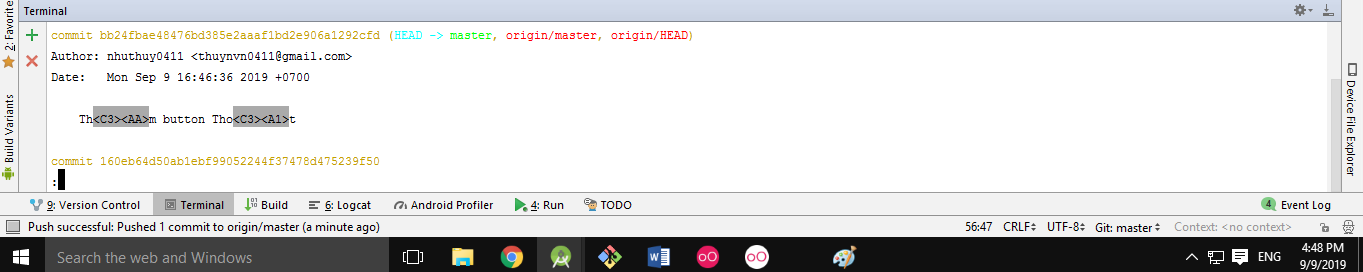 Terminal
2: Favorite
Build Variants
commit bb24fbae48476bd385e2aaaf1bd2e906a1292cfd (HEAD -> master, origin/master, origin/HEAD)
Author: nhuthuy0411 <thuynvn0411@gmail.com>
Date:   Mon Sep 9 16:46:36 2019 +0700
Th<C3><AA>m button Tho<C3><A1>t
commit 160eb64d50ab1ebf99052244f37478d475239f50
:
Device File Explorer
9: Version Control Terminal Build 6: Logcat Android Profiler 4: Run TODO 4 Event Log
Push successful: Pushed 1 commit to origin/master (a minute ago) 56:47 CRLF UTF-8 Git: master Context: <no context>
Search the web and Windows ENG 4:48 PM
9/9/2019